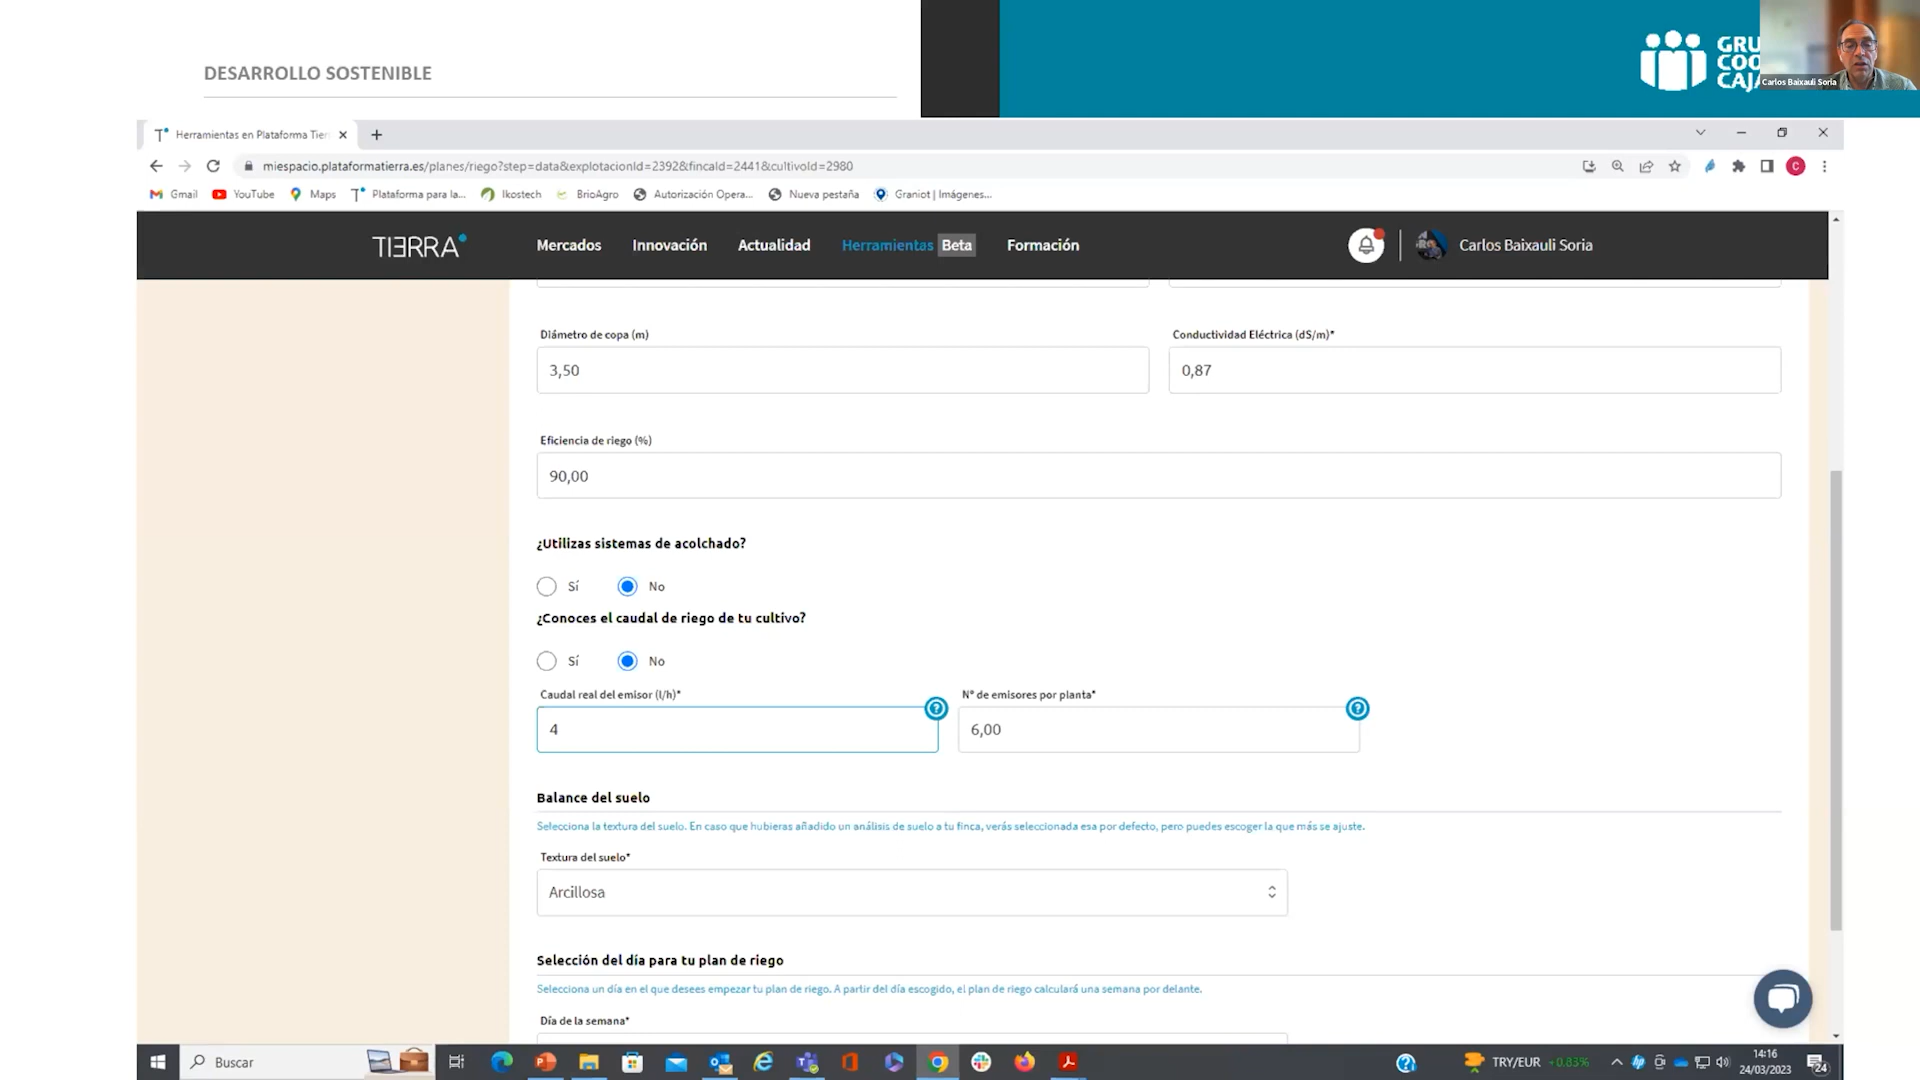 DESARROLLO SOSTENIBLE
GRU
COO
CAJ
Carlos Baixauli Soria
Herramientas en Plataforma Tier
miespacio.plataformatierra.es/planes/riego?step=data&explotacionId=2392&fincaId=2441&cultivoId=2980
C
Gmail YouTube Maps Plataforma para la... Ikostech BrioAgro Autorización Opera... Nueva pestaña Graniot | Imágenes...
TIERRA Mercados Innovación Actualidad Herramientas Beta Formación Carlos Baixauli Soria
Diámetro de copa (m) Conductividad Eléctrica (dS/m)*
3,50 0,87
Eficiencia de riego (%)
90,00
¿Utilizas sistemas de acolchado?
Sí No
¿Conoces el caudal de riego de tu cultivo?
Sí No
Caudal real del emisor (l/h)* Nº de emisores por planta*
4 6,00
Balance del suelo
Selecciona la textura del suelo. En caso que hubieras añadido un análisis de suelo a tu finca, verás seleccionada esa por defecto, pero puedes escoger la que más se ajuste.
Textura del suelo*
Arcillosa
Selección del día para tu plan de riego
Selecciona un día en el que desees empezar tu plan de riego. A partir del día escogido, el plan de riego calculará una semana por delante.
Día de la semana*
Buscar TRY/EUR +0.83% 14:16
24/03/2023 24